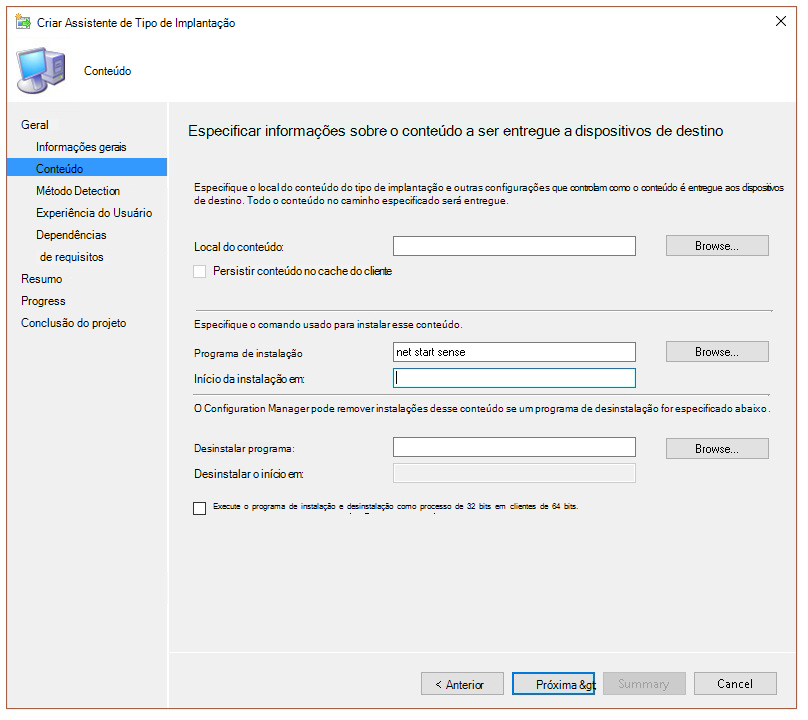 Criar Assistente de Tipo de Implantação
Conteúdo
Geral
Informações gerais
Conteúdo
Método Detection
Experiência do Usuário
Dependências
de requisitos
Resumo
Progress
Conclusão do projeto
Especificar informações sobre o conteúdo a ser entregue a dispositivos de destino
Especifique o local do conteúdo do tipo de implantação e outras configurações que controlam como o conteúdo é entregue aos dispositivos
de destino. Todo o conteúdo no caminho especificado será entregue.
Local do conteúdo:
Browse...
Persistir conteúdo no cache do cliente
Especifique o comando usado para instalar esse conteúdo.
Programa de instalação
net start sense
Browse...
Início da instalação em:
O Configuration Manager pode remover instalações desse conteúdo se um programa de desinstalação for especificado abaixo.
Desinstalar programa:
Browse...
Desinstalar o início em:
Execute o programa de instalação e desinstalação como processo de 32 bits em clientes de 64 bits.
< Anterior
Próxima &gt;
Summary
Cancel